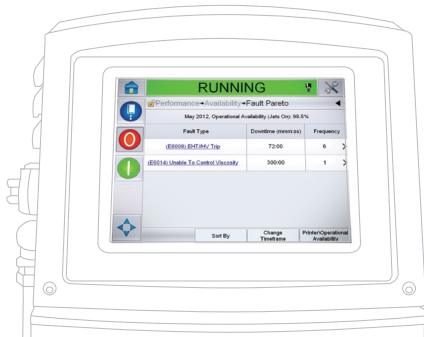 RUNNING
Performance→Availability→Fault Pareto
May 2012, Operational Availability (Jets On): 98.5%
Fault Type Downtime (mmm:ss) Frequency
(E6008) EHT/HV Trip 72:00 6
(E6014) Unable To Control Viscosity 300:00 1
Sort By Change Timeframe Printer\Operational Availability